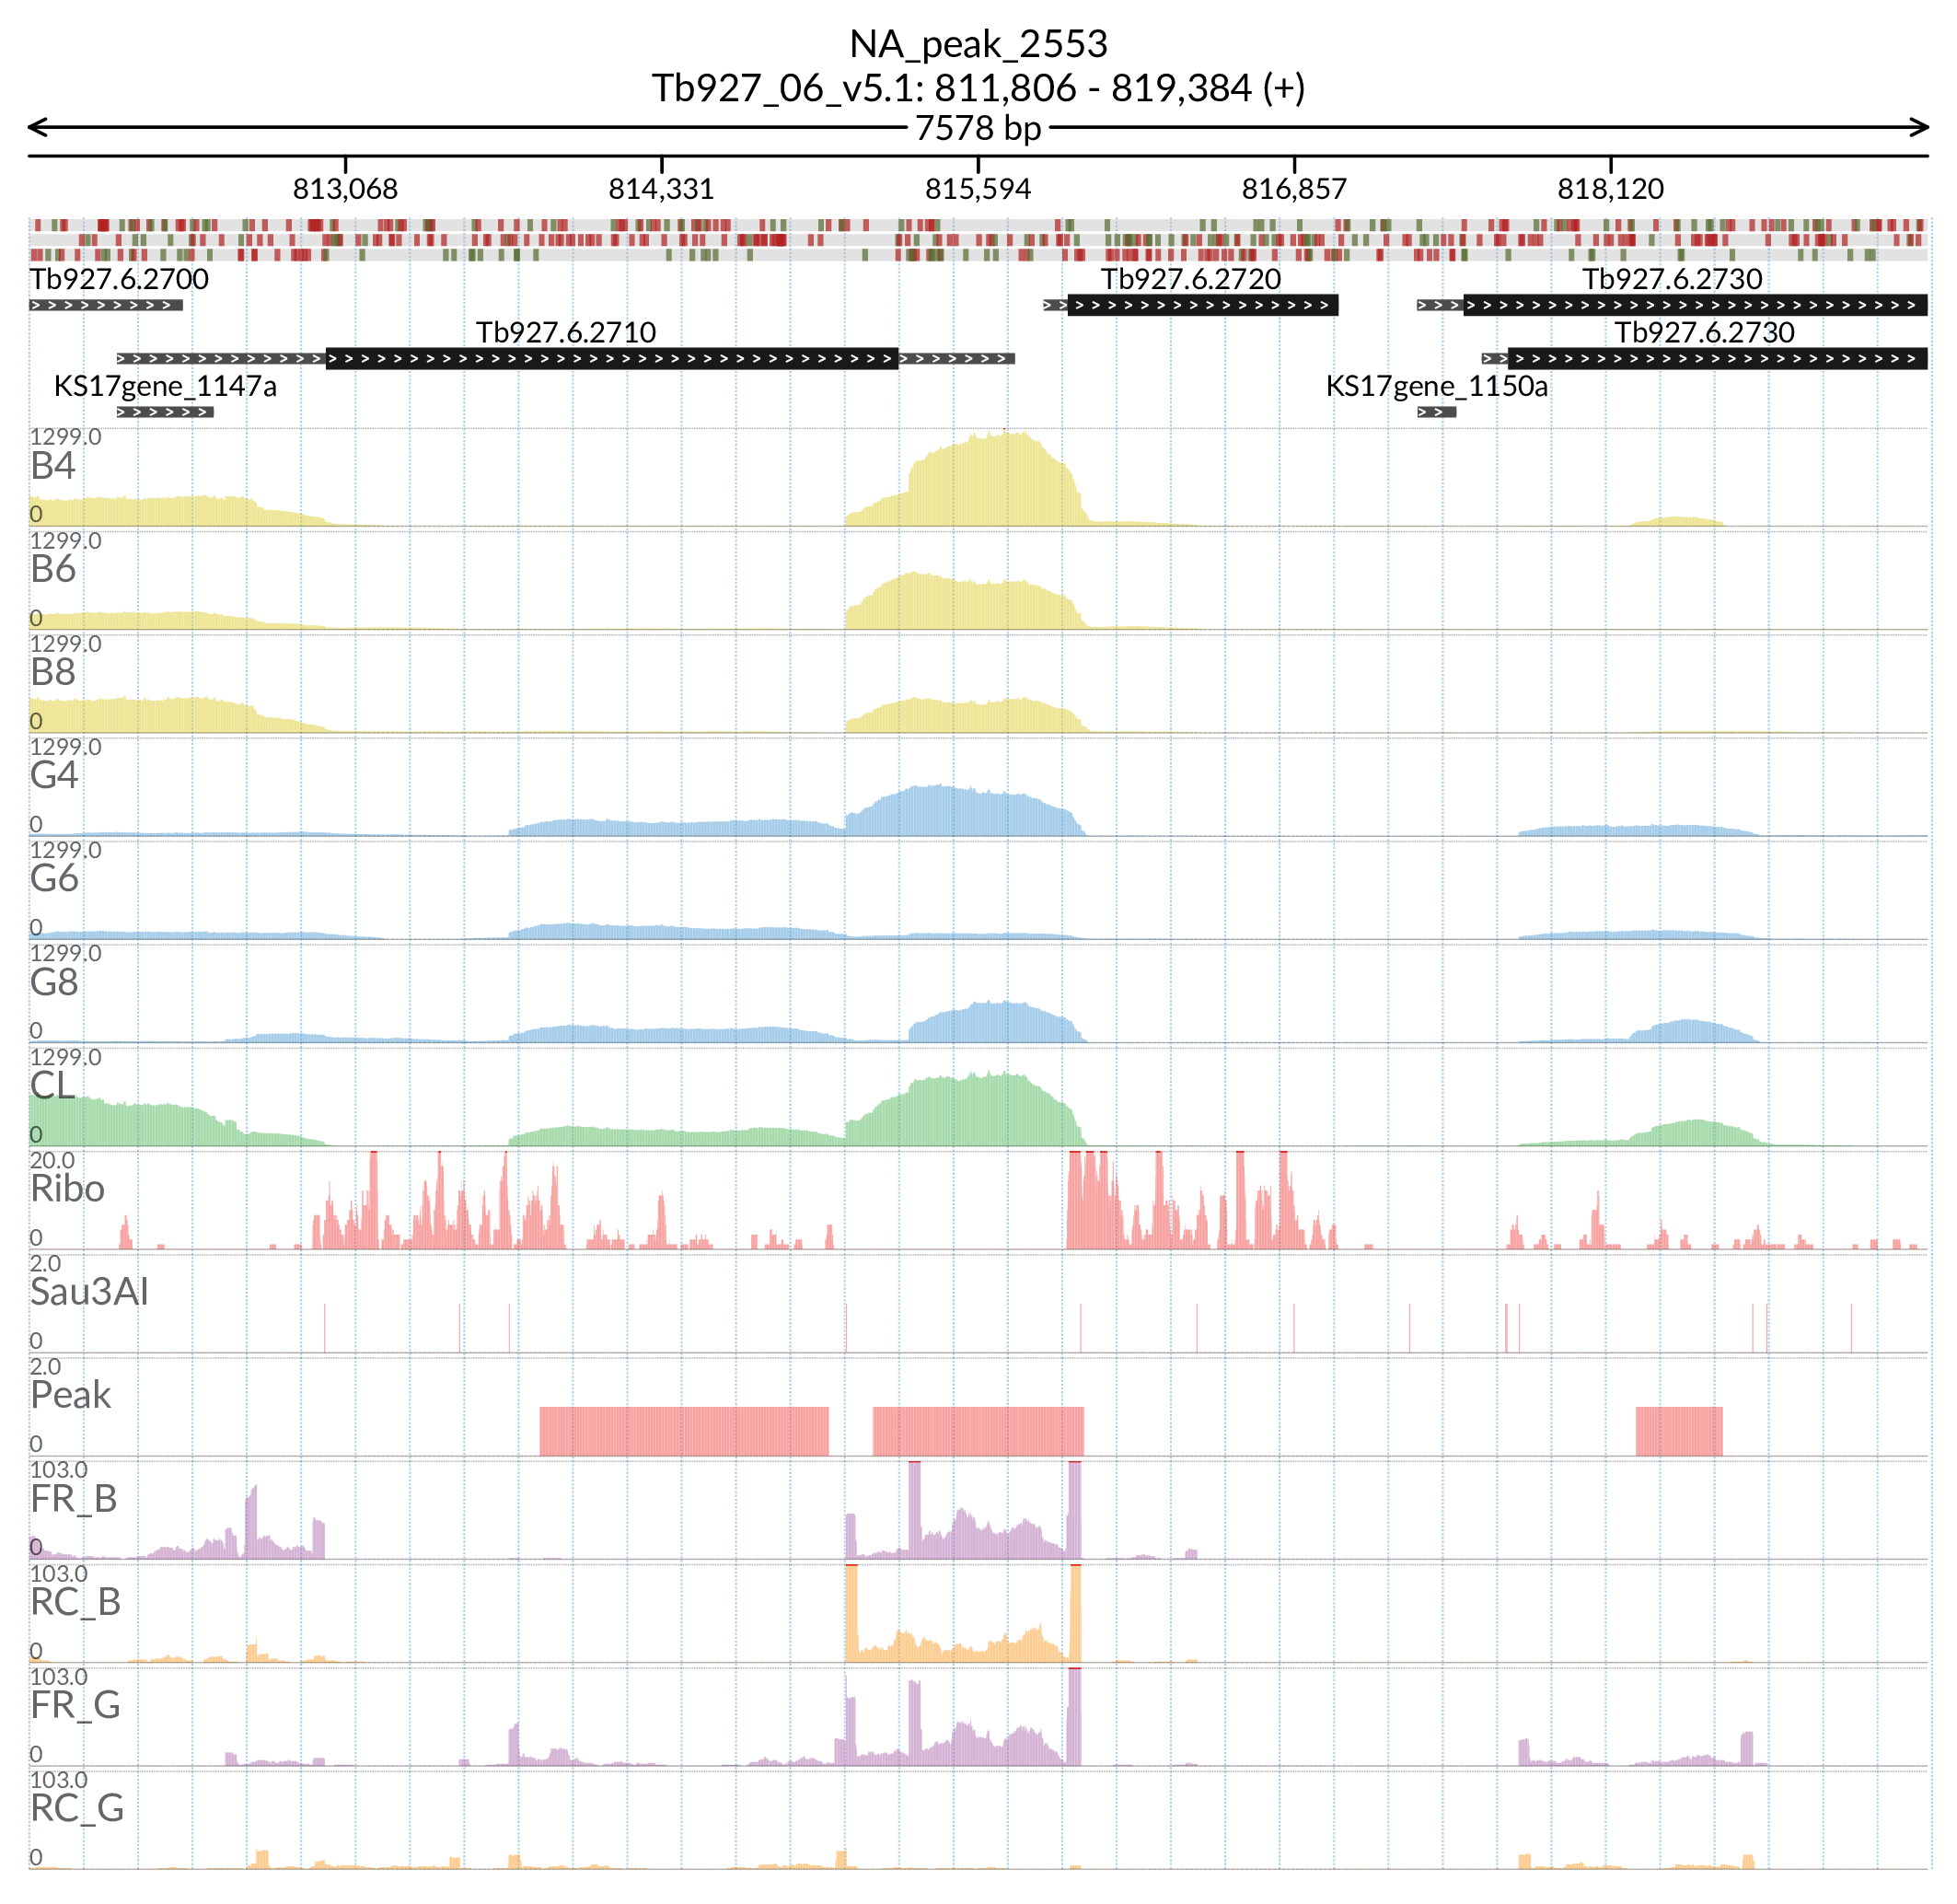 NA_peak_2553
Tb927_06_v5.1: 811,806 - 819,384 (+)
7578 bp
813,068 814,331 815,594 816,857 818,120
Tb927.6.2700 Tb927.6.2720 Tb927.6.2730
Tb927.6.2710 Tb927.6.2730
KS17gene_1147a KS17gene_1150a
1299.0
B4
0
1299.0
B6
0
1299.0
B8
0
1299.0
G4
0
1299.0
G6
0
1299.0
G8
0
1299.0
CL
0
20.0
Ribo
0
2.0
Sau3AI
0
2.0
Peak
0
103.0
FR_B
0
103.0
RC_B
0
103.0
FR_G
0
103.0
RC_G
0